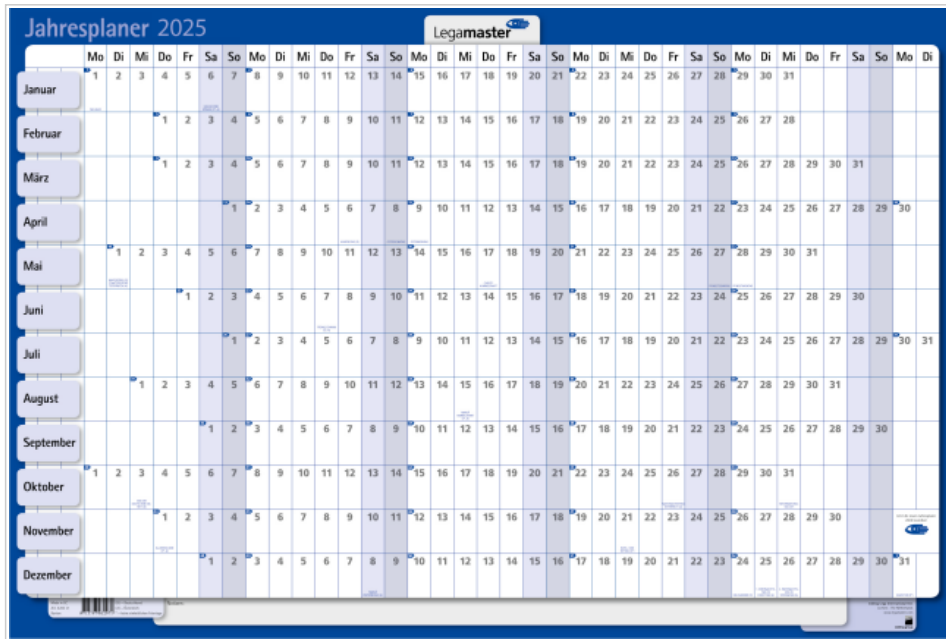 Jahresplaner 2025
Legamaster
Mo Di Mi Do Fr Sa So Mo Di Mi Do Fr Sa So Mo Di Mi Do Fr Sa So Mo Di Mi Do Fr Sa So Mo Di Mi Do Fr Sa So Mo Di
Januar 1 2 3 4 5 6 7 8 9 10 11 12 13 14 15 16 17 18 19 20 21 22 23 24 25 26 27 28 29 30 31
Februar 1 2 3 4 5 6 7 8 9 10 11 12 13 14 15 16 17 18 19 20 21 22 23 24 25 26 27 28
März 1 2 3 4 5 6 7 8 9 10 11 12 13 14 15 16 17 18 19 20 21 22 23 24 25 26 27 28 29 30 31
April 1 2 3 4 5 6 7 8 9 10 11 12 13 14 15 16 17 18 19 20 21 22 23 24 25 26 27 28 29 30
Mai 1 2 3 4 5 6 7 8 9 10 11 12 13 14 15 16 17 18 19 20 21 22 23 24 25 26 27 28 29 30 31
Juni 1 2 3 4 5 6 7 8 9 10 11 12 13 14 15 16 17 18 19 20 21 22 23 24 25 26 27 28 29 30
Juli 1 2 3 4 5 6 7 8 9 10 11 12 13 14 15 16 17 18 19 20 21 22 23 24 25 26 27 28 29 30 31
August 1 2 3 4 5 6 7 8 9 10 11 12 13 14 15 16 17 18 19 20 21 22 23 24 25 26 27 28 29 30 31
September 1 2 3 4 5 6 7 8 9 10 11 12 13 14 15 16 17 18 19 20 21 22 23 24 25 26 27 28 29 30
Oktober 1 2 3 4 5 6 7 8 9 10 11 12 13 14 15 16 17 18 19 20 21 22 23 24 25 26 27 28 29 30 31
November 1 2 3 4 5 6 7 8 9 10 11 12 13 14 15 16 17 18 19 20 21 22 23 24 25 26 27 28 29 30
Dezember 1 2 3 4 5 6 7 8 9 10 11 12 13 14 15 16 17 18 19 20 21 22 23 24 25 26 27 28 29 30 31